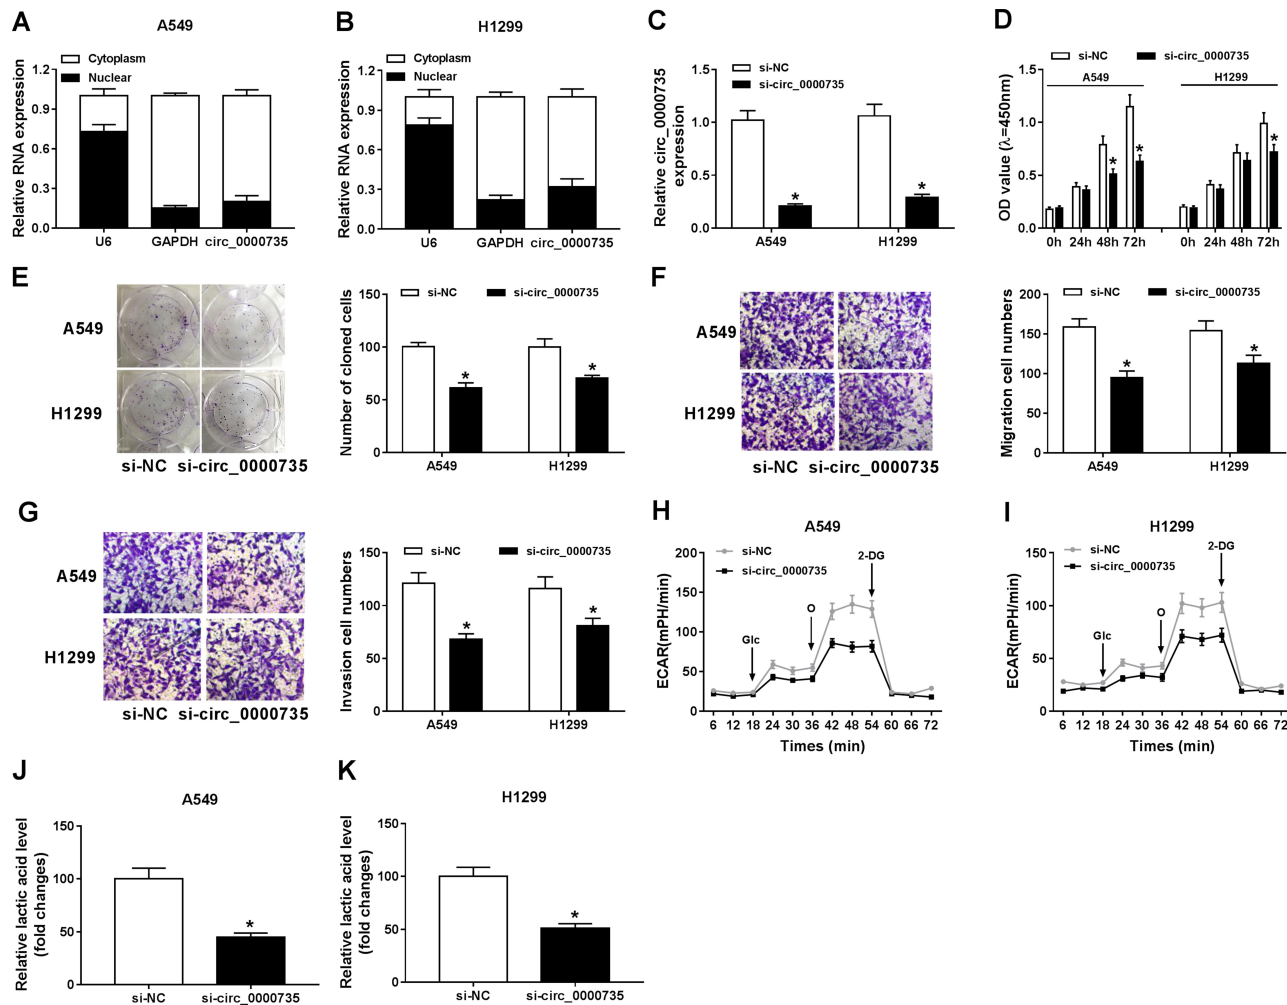 A
A549
Cytoplasm
Nuclear
Relative RNA expression
1.2
0.9
0.6
0.3
0.0
U6 GAPDH circ_0000735
B
H1299
Cytoplasm
Nuclear
Relative RNA expression
1.2
0.9
0.6
0.3
0.0
U6 GAPDH circ_0000735
C
si-NC
si-circ_0000735
Relative circ_0000735
expression
1.5
1.0
0.5
0.0
* *
A549 H1299
D
si-NC si-circ_0000735
A549 H1299
OD value (λ=450nm)
1.5
1.0
0.5
0.0
* * *
0h 24h 48h 72h 0h 24h 48h 72h
E
A549
H1299
si-NC si-circ_0000735
si-NC si-circ_0000735
Number of cloned cells
150
100
50
0
* *
A549 H1299
F
A549
H1299
si-NC si-circ_0000735
si-NC si-circ_0000735
Migration cell numbers
200
150
100
50
0
* *
A549 H1299
G
A549
H1299
si-NC si-circ_0000735
si-NC si-circ_0000735
Invasion cell numbers
150
100
50
0
* *
A549 H1299
H
A549
si-NC
si-circ_0000735
2-DG
O
Glc
ECAR(mPH/min)
200
150
100
50
0
6 12 18 24 30 36 42 48 54 60 66 72
Times (min)
I
H1299
si-NC
si-circ_0000735
2-DG
O
Glc
ECAR(mPH/min)
150
100
50
0
6 12 18 24 30 36 42 48 54 60 66 72
Times (min)
J
A549
Relative lactic acid level
(fold changes)
150
100
50
0
*
si-NC si-circ_0000735
K
H1299
Relative lactic acid level
(fold changes)
150
100
50
0
*
si-NC si-circ_0000735